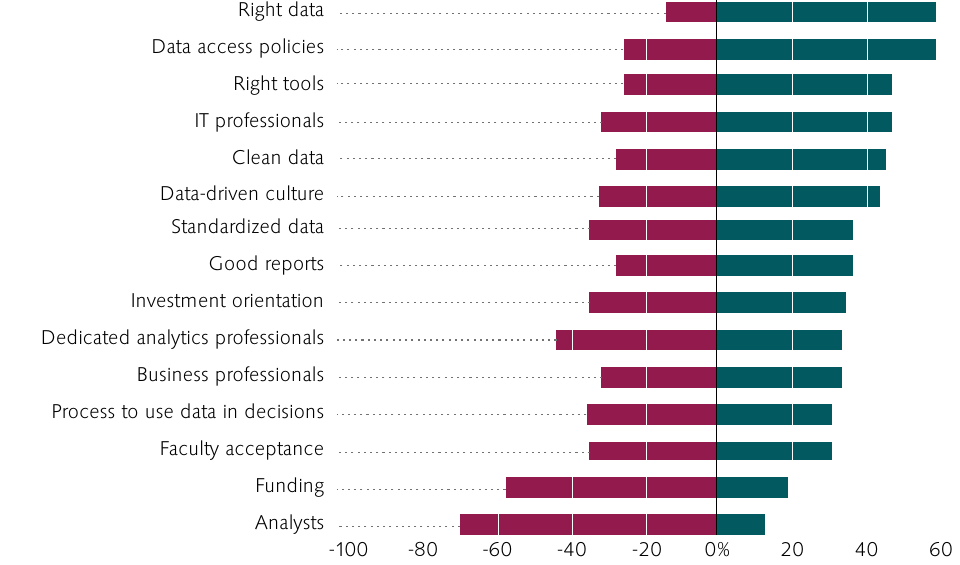 Right data
Data access policies
Right tools
IT professionals
Clean data
Data-driven culture
Standardized data
Good reports
Investment orientation
Dedicated analytics professionals
Business professionals
Process to use data in decisions
Faculty acceptance
Funding
Analysts
-100 -80 -60 -40 -20 0% 20 40 60